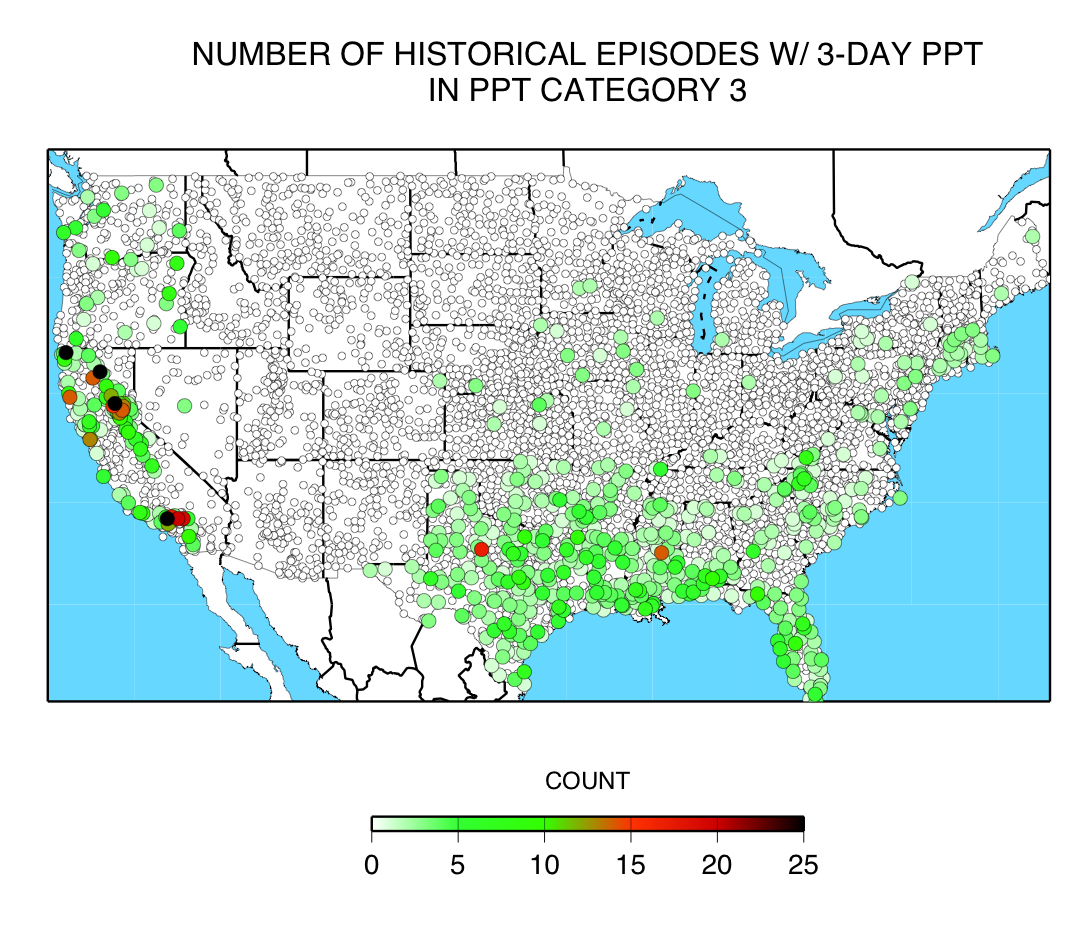 NUMBER OF HISTORICAL EPISODES W/ 3-DAY PPT
IN PPT CATEGORY 3
COUNT
0 5 10 15 20 25